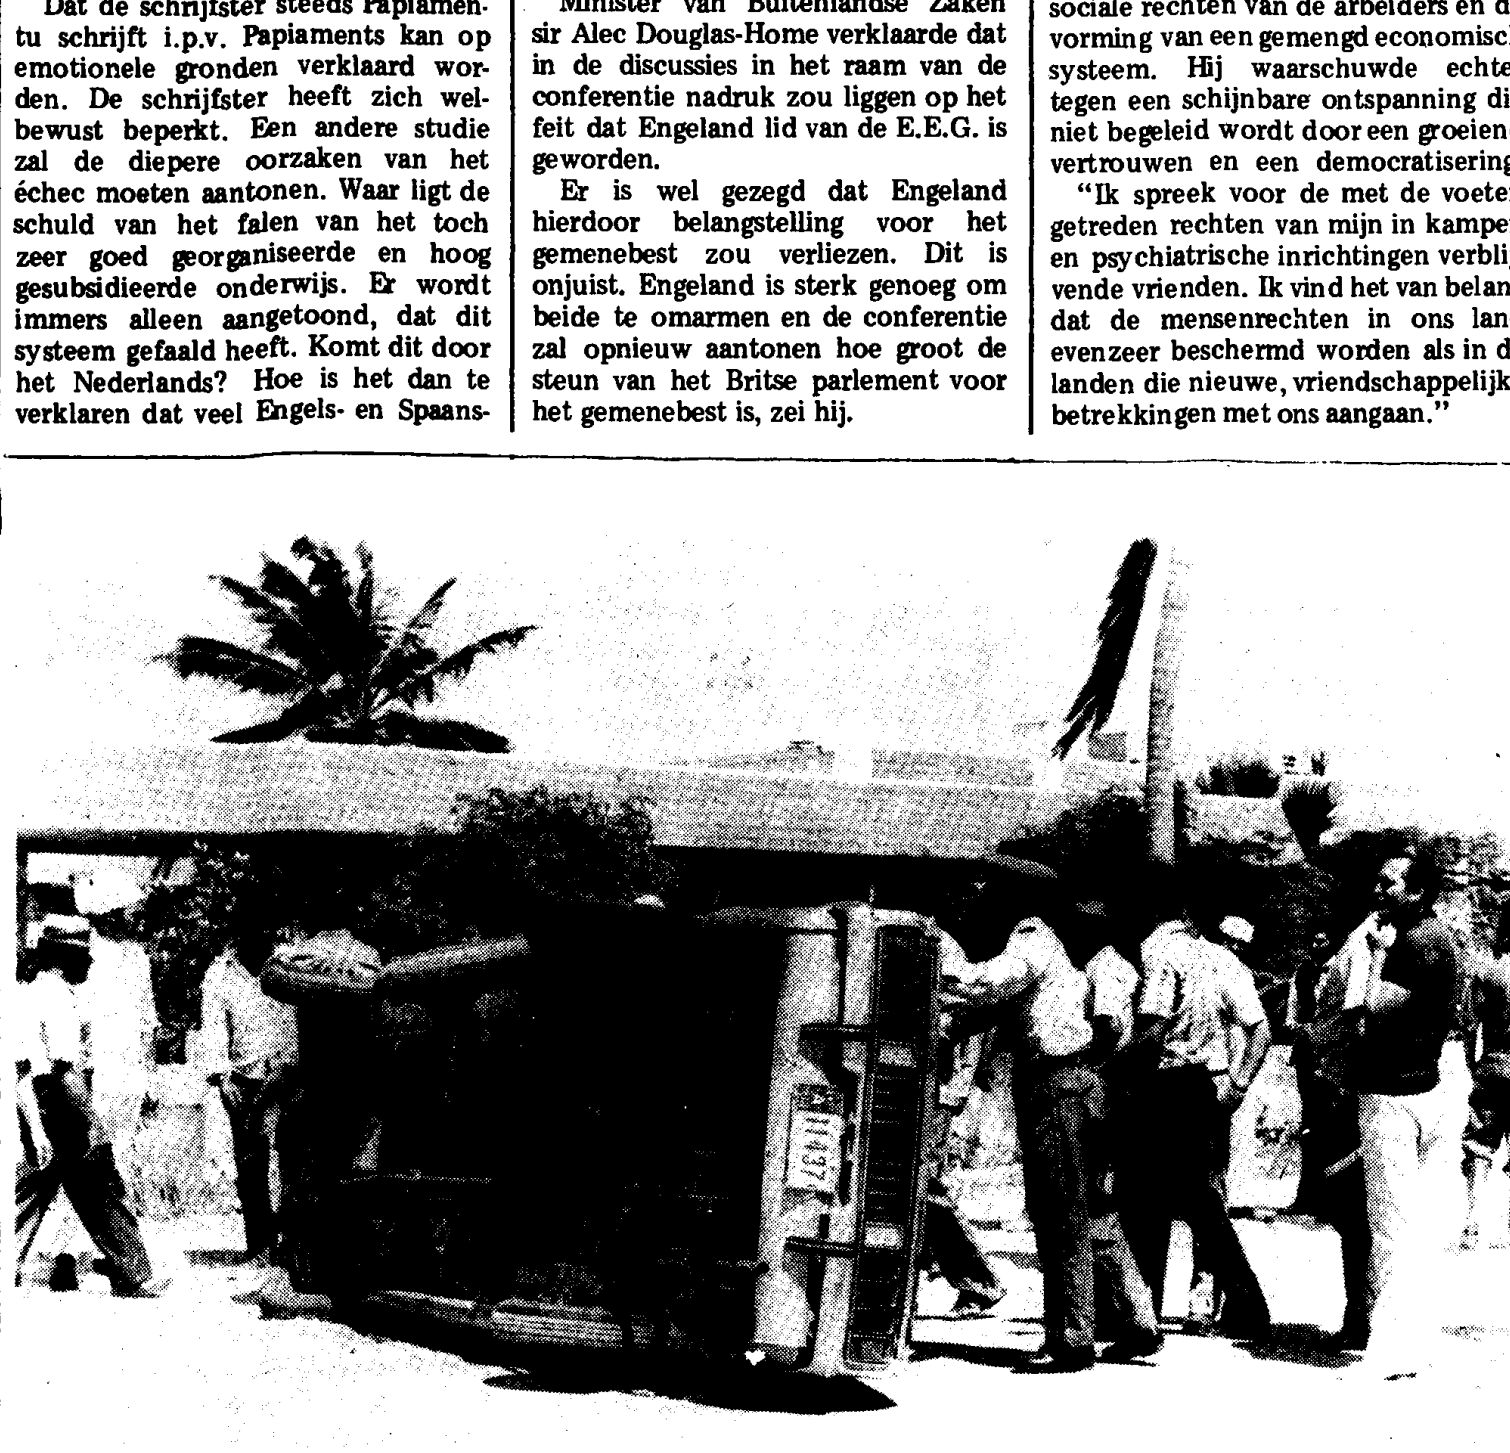 Dat de schrijfster steeds Papiamen-
tu schrijft i.p.v. Papiaments kan op
emotionele gronden verklaard wor-
den. De schrijfster heeft zich wel-
bewust beperkt. Een andere studie
zal de diepere oorzaken van het
échec moeten aantonen. Waar ligt de
schuld van het falen van het toch
zeer goed georganiseerde en hoog
gesubsidieerde onderwijs. Er wordt
immers alleen aangetoond, dat dit
systeem gefaald heeft. Komt dit door
het Nederlands? Hoe is het dan te
verklaren dat veel Engels- en Spaans-
Minister van Buitenlandse Zaken
sir Alec Douglas-Home verklaarde dat
in de discussies in het raam van de
conferentie nadruk zou liggen op het
feit dat Engeland lid van de E.E.G. is
geworden.
Er is wel gezegd dat Engeland
hierdoor belangstelling voor het
gemenebest zou verliezen. Dit is
onjuist. Engeland is sterk genoeg om
beide te omarmen en de conferentie
zal opnieuw aantonen hoe groot de
steun van het Britse parlement voor
het gemenebest is, zei hij.
sociale rechten van de arbeiders en d
vorming van een gemengd economisc
systeem. Hij waarschuwde echte
tegen een schijnbare ontspanning di
niet begeleid wordt door een groeien
vertrouwen en een democratisering
“Ik spreek voor de met de voete
getreden rechten van mijn in kampe
en psychiatrische inrichtingen verblij
vende vrienden. Ik vind het van belan
dat de mensenrechten in ons lan
evenzeer beschermd worden als in d
landen die nieuwe, vriendschappelijk
betrekkingen met ons aangaan.”
11437